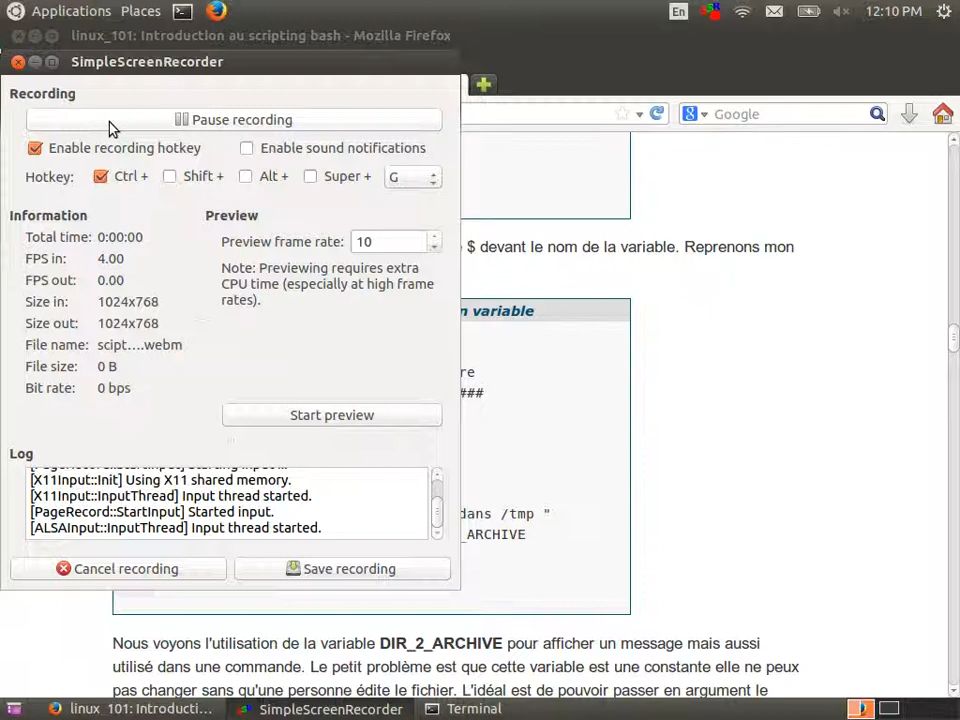 Applications Places En 12:10 PM
linux_101: Introduction au scripting bash - Mozilla Firefox
SimpleScreenRecorder
Recording
Pause recording
Google
Enable recording hotkey Enable sound notifications
Hotkey: Ctrl + Shift + Alt + Super + G
Information Preview
Total time: 0:00:00
Preview frame rate: 10
FPS in: 4.00
FPS out: 0.00
Size in: 1024x768
Size out: 1024x768
File name: scipt....webm
File size: 0 B
Bit rate: 0 bps
Note: Previewing requires extra
CPU time (especially at high frame
rates).
Start preview
Log
[X11Input::Init] Using X11 shared memory.
[X11Input::InputThread] Input thread started.
[PageRecord::StartInput] Started input.
[ALSAInput::InputThread] Input thread started.
Cancel recording Save recording
$ devant le nom de la variable. Reprenons mon
variable
re
###
dans /tmp "
_ARCHIVE
Nous voyons l'utilisation de la variable DIR_2_ARCHIVE pour afficher un message mais aussi
utilisé dans une commande. Le petit problème est que cette variable est une constante elle ne peux
pas changer sans qu'une personne édite le fichier. L'idéal est de pouvoir passer en argument le
linux_101: Introducti... SimpleScreenRecorder Terminal